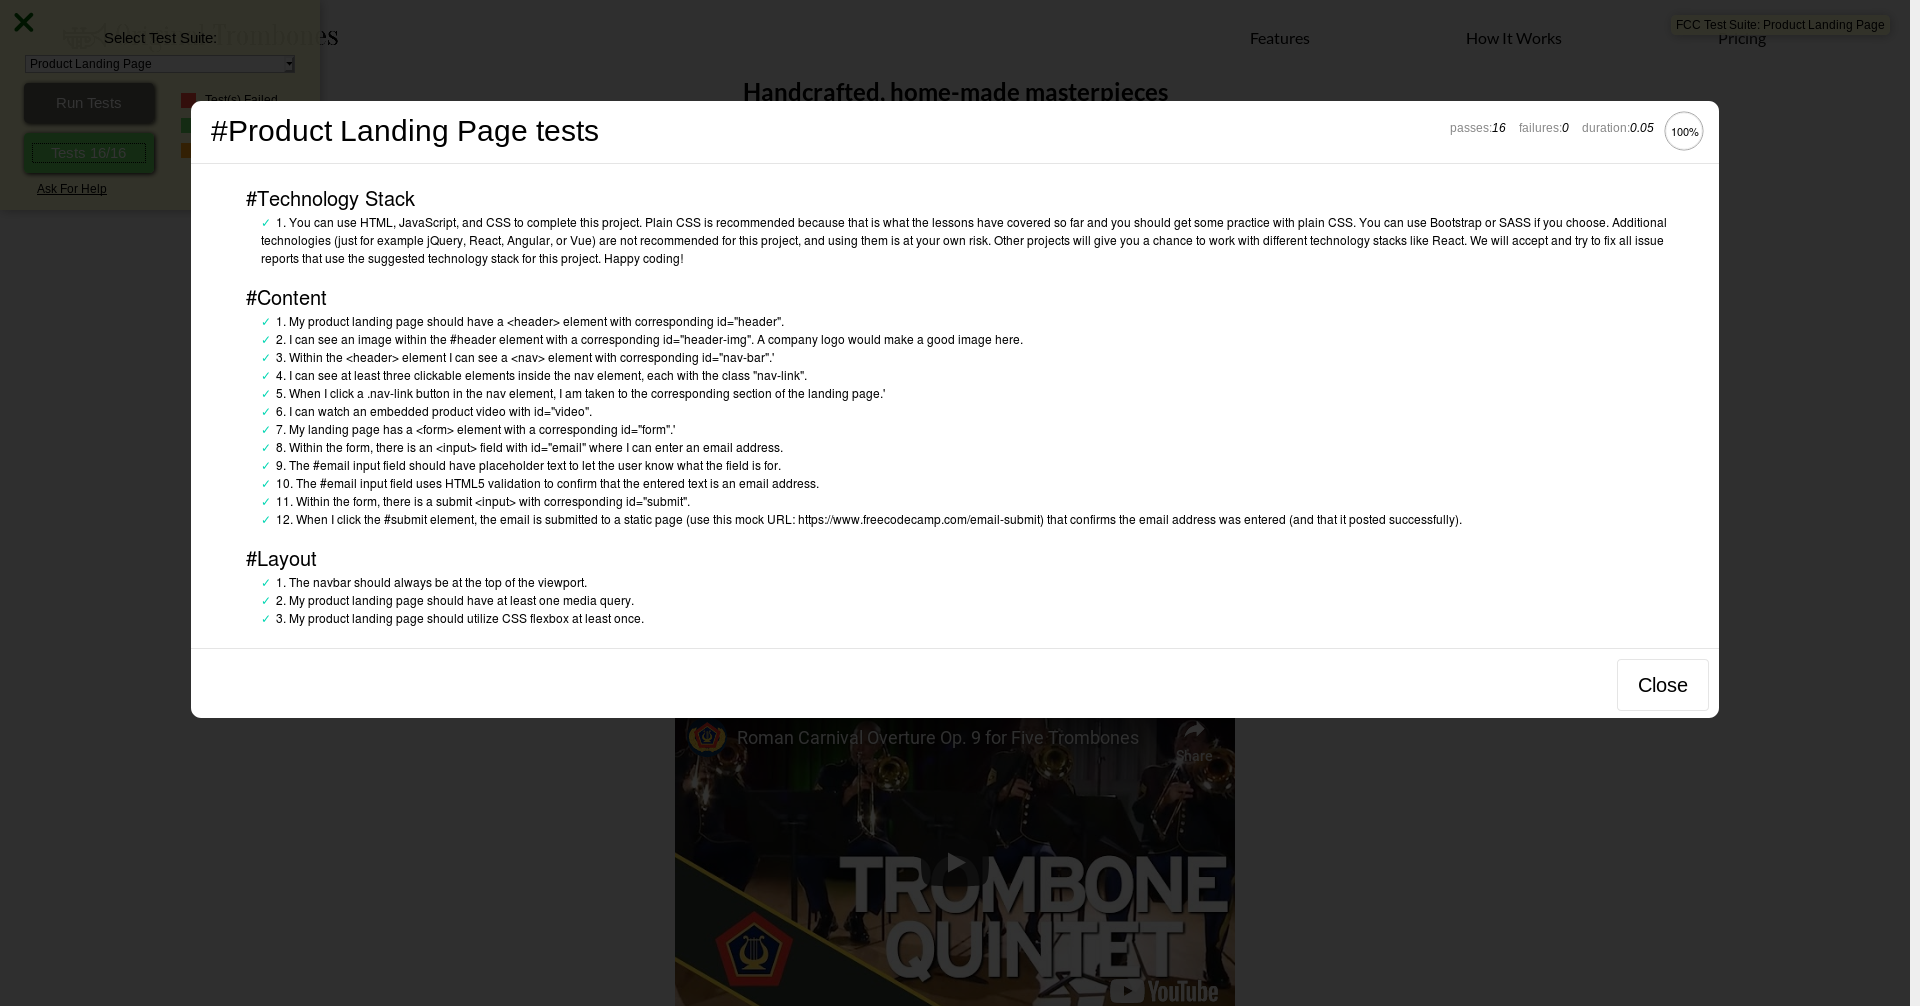 Select Test Suite:
Product Landing Page
Run Tests
Test(s) Failed
Tests 16/16
Ask For Help
Trombones
Features
How It Works
Pricing
FCC Test Suite: Product Landing Page
Handcrafted, home-made masterpieces
#Product Landing Page tests
passes:16 failures:0 duration:0.05 100%
#Technology Stack
✓ 1. You can use HTML, JavaScript, and CSS to complete this project. Plain CSS is recommended because that is what the lessons have covered so far and you should get some practice with plain CSS. You can use Bootstrap or SASS if you choose. Additional
technologies (just for example jQuery, React, Angular, or Vue) are not recommended for this project, and using them is at your own risk. Other projects will give you a chance to work with different technology stacks like React. We will accept and try to fix all issue
reports that use the suggested technology stack for this project. Happy coding!
#Content
✓ 1. My product landing page should have a <header> element with corresponding id="header".
✓ 2. I can see an image within the #header element with a corresponding id="header-img". A company logo would make a good image here.
✓ 3. Within the <header> element I can see a <nav> element with corresponding id="nav-bar".'
✓ 4. I can see at least three clickable elements inside the nav element, each with the class "nav-link".
✓ 5. When I click a .nav-link button in the nav element, I am taken to the corresponding section of the landing page.'
✓ 6. I can watch an embedded product video with id="video".
✓ 7. My landing page has a <form> element with a corresponding id="form".'
✓ 8. Within the form, there is an <input> field with id="email" where I can enter an email address.
✓ 9. The #email input field should have placeholder text to let the user know what the field is for.
✓ 10. The #email input field uses HTML5 validation to confirm that the entered text is an email address.
✓ 11. Within the form, there is a submit <input> with corresponding id="submit".
✓ 12. When I click the #submit element, the email is submitted to a static page (use this mock URL: https://www.freecodecamp.com/email-submit) that confirms the email address was entered (and that it posted successfully).
#Layout
✓ 1. The navbar should always be at the top of the viewport.
✓ 2. My product landing page should have at least one media query.
✓ 3. My product landing page should utilize CSS flexbox at least once.
Close
Roman Carnival Overture Op. 9 for Five Trombones
Share
TROMBONE
QUINTET
YouTube